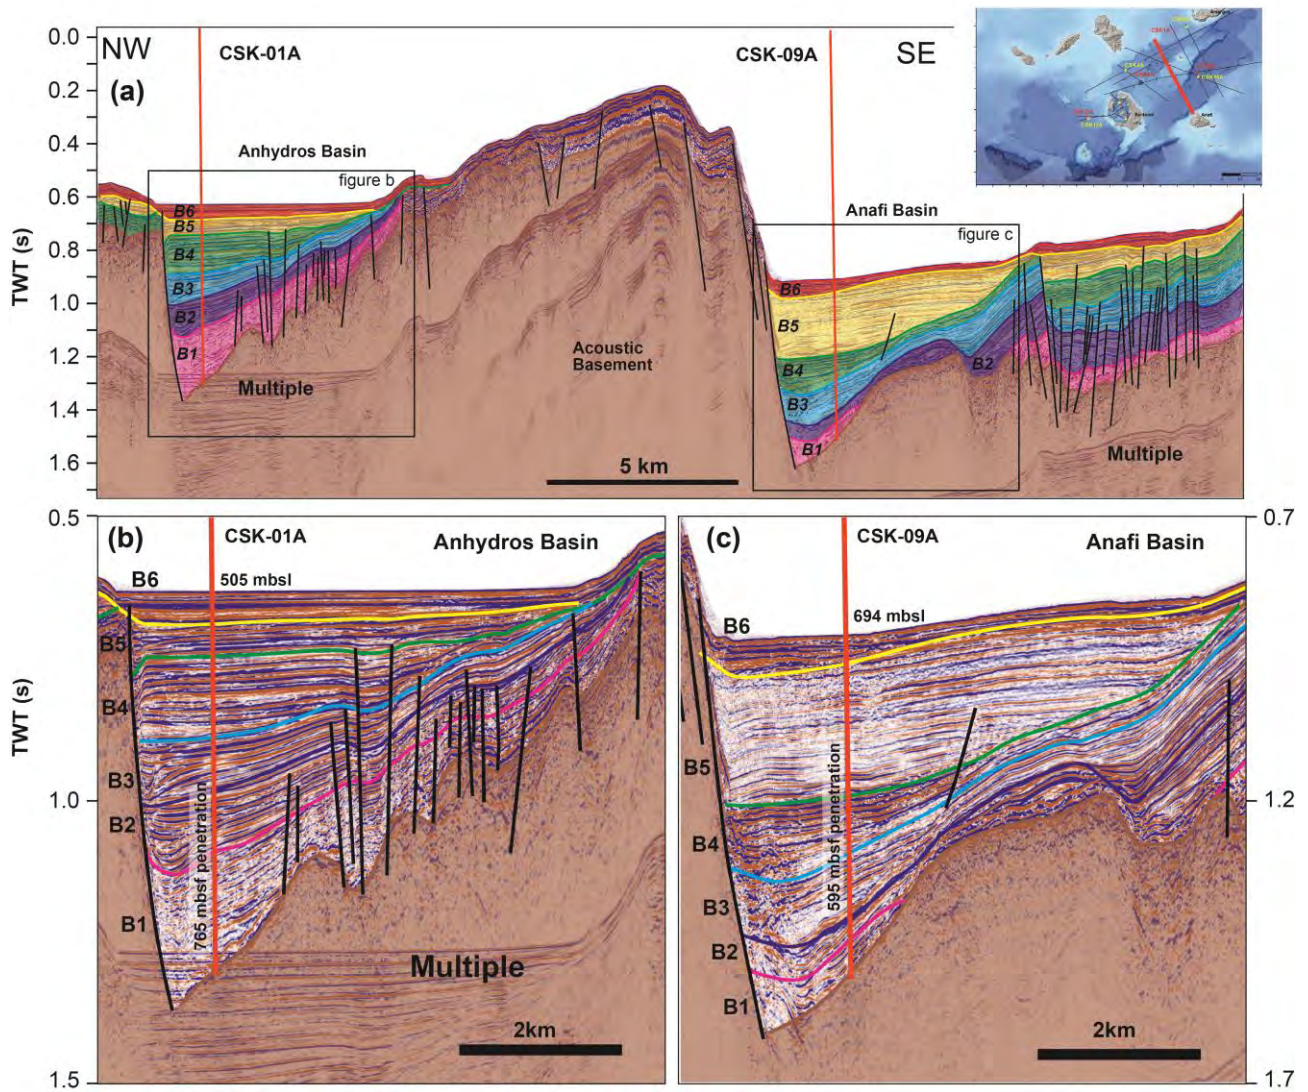 NW
CSK-01A
CSK-09A
SE
(a)
0.0
0.2
0.4
0.6
0.8
1.0
1.2
1.4
1.6
TWT (s)
Anhydros Basin
figure b
Anafi Basin
figure c
B6
B5
B4
B3
B2
B1
Multiple
Acoustic
Basement
5 km
B6
B5
B4
B3
B2
B1
B2
Multiple
(b)
CSK-01A
Anhydros Basin
505 mbsl
0.5
1.0
1.5
TWT (s)
B6
B5
B4
B3
B2
B1
765 mbsf penetration
Multiple
2km
(c)
CSK-09A
Anafi Basin
694 mbsl
0.7
1.2
1.7
B6
B5
B4
B3
B2
B1
595 mbsf penetration
2km